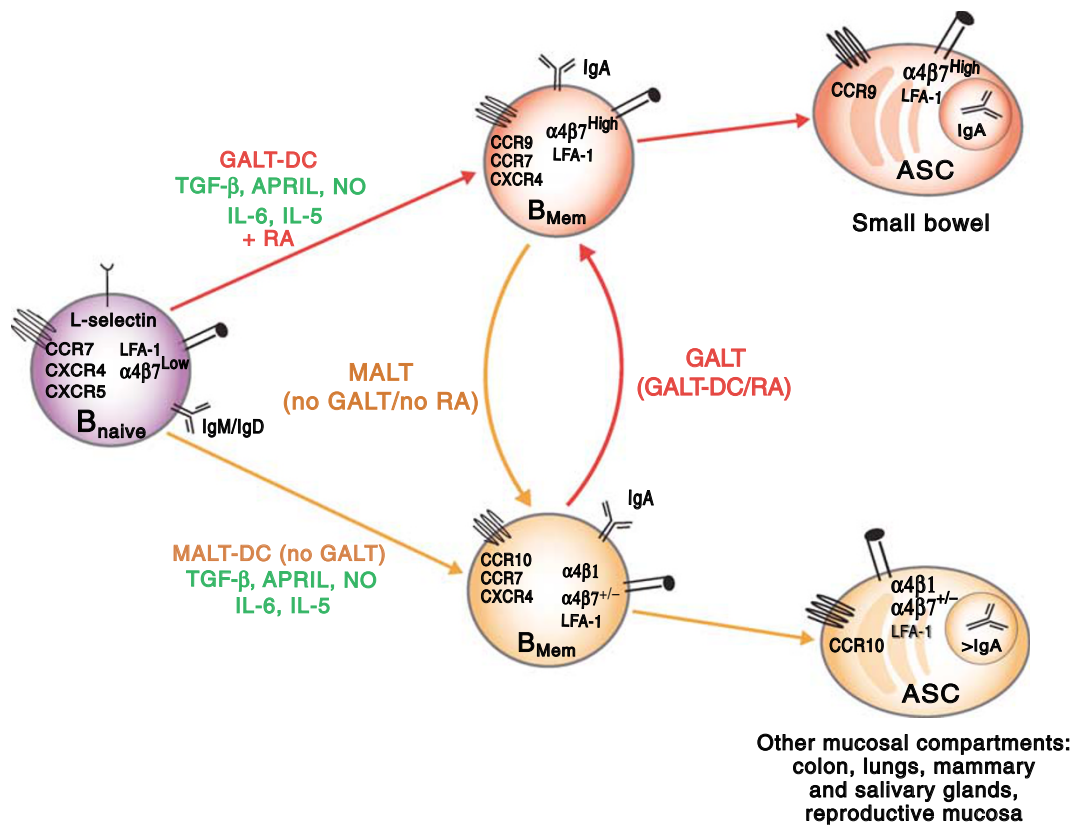 GALT-DC
TGF-β, APRIL, NO
IL-6, IL-5
+ RA
L-selectin
CCR7
CXCR4
CXCR5
LFA-1
α4β7Low
Bnaive
IgM/IgD
MALT-DC (no GALT)
TGF-β, APRIL, NO
IL-6, IL-5
IgA
CCR9
CCR7
CXCR4
α4β7High
LFA-1
BMem
MALT
(no GALT/no RA)
GALT
(GALT-DC/RA)
IgA
CCR10
CCR7
CXCR4
α4β1
α4β7+/−
LFA-1
BMem
CCR9
α4β7High
LFA-1
IgA
ASC
Small bowel
α4β1
α4β7+/−
LFA-1
CCR10
>IgA
ASC
Other mucosal compartments:
colon, lungs, mammary
and salivary glands,
reproductive mucosa